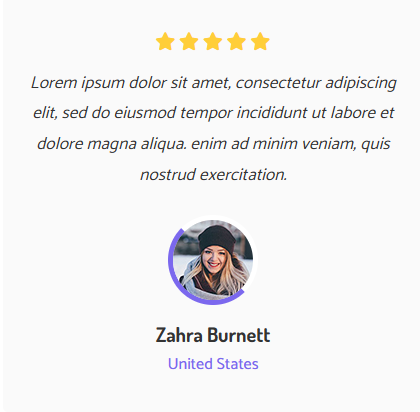 Lorem ipsum dolor sit amet, consectetur adipiscing
elit, sed do eiusmod tempor incididunt ut labore et
dolore magna aliqua. enim ad minim veniam, quis
nostrud exercitation.
Zahra Burnett
United States